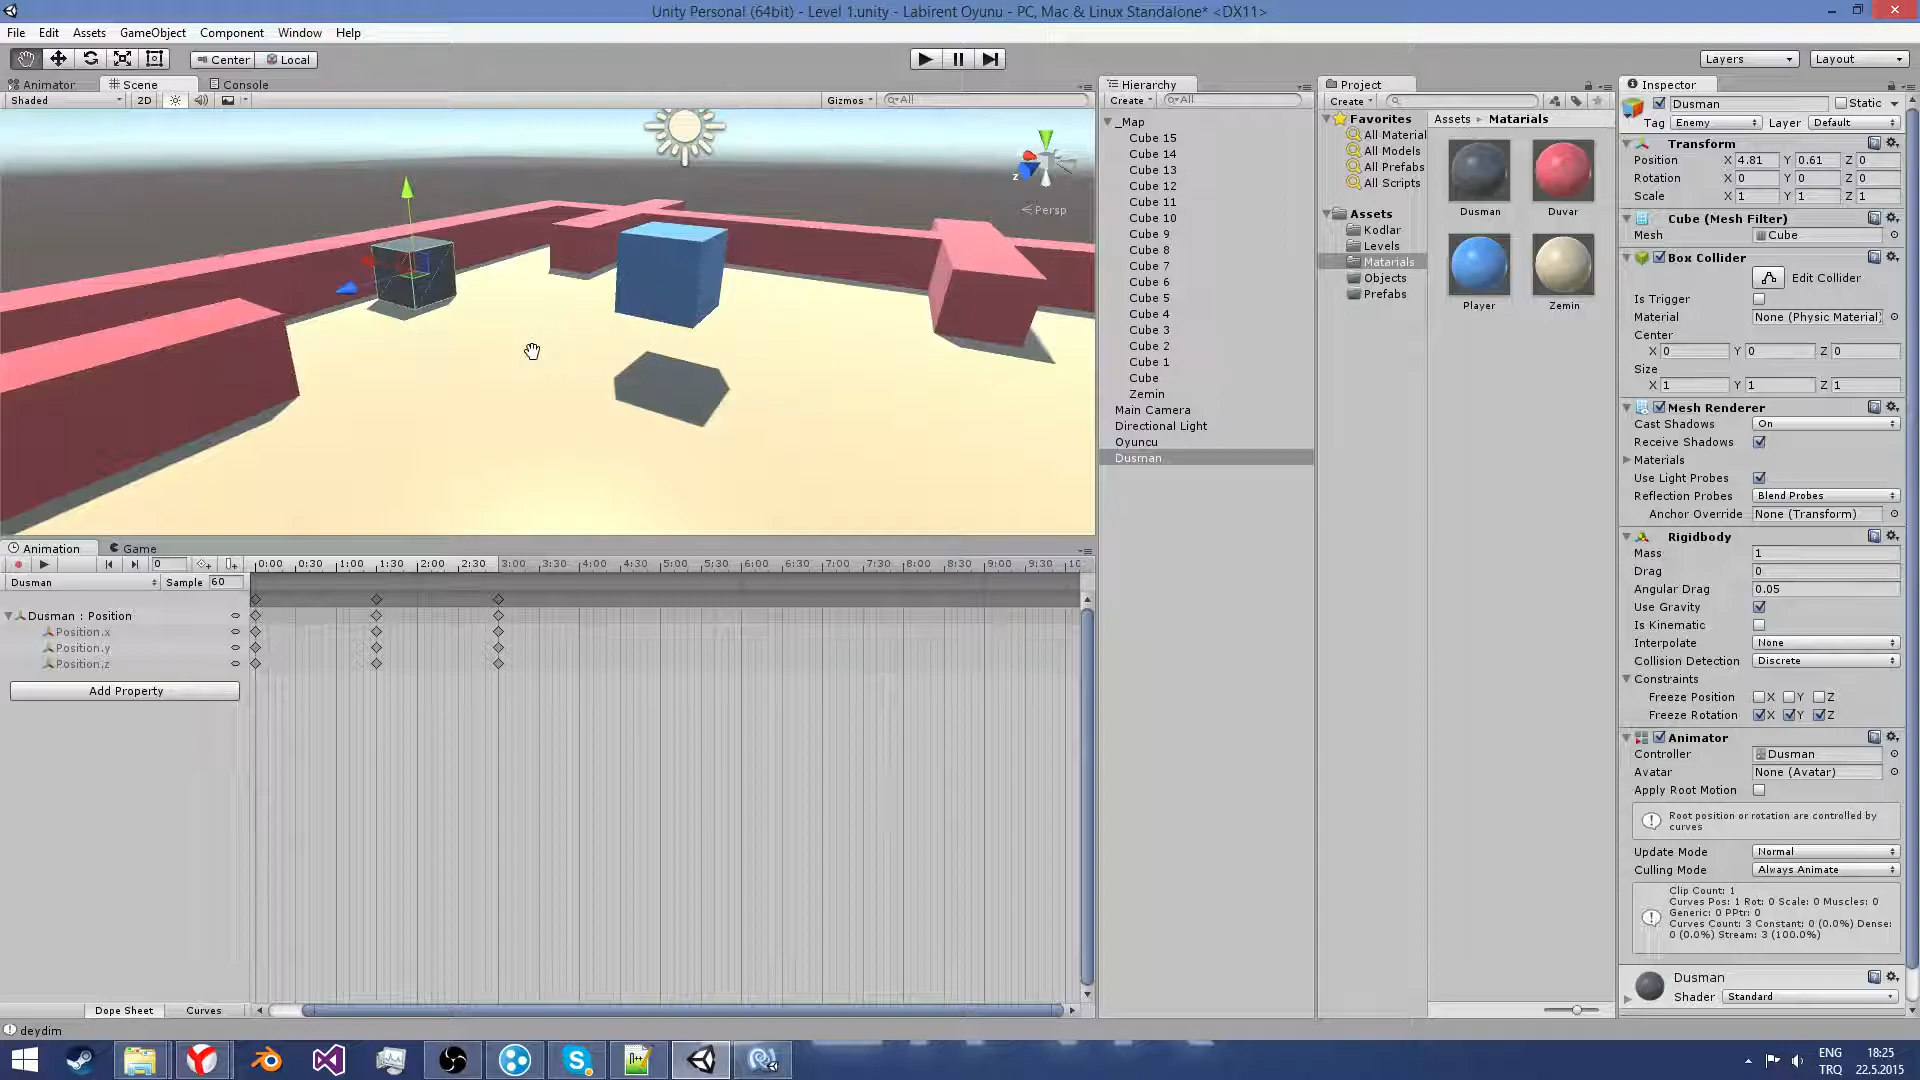 Unity Personal (64bit) - Level 1.unity - Labirent Oyunu - PC, Mac & Linux Standalone* <DX11>
File Edit Assets GameObject Component Window Help
Center Local Layers Layout
Animator Scene Console
Shaded 2D Gizmos All
Persp
z
Animation Game
0 0:00 0:30 1:00 1:30 2:00 2:30 3:00 3:30 4:00 4:30 5:00 5:30 6:00 6:30 7:00 7:30 8:00 8:30 9:00 9:30 10
Dusman Sample 60
Dusman : Position
Position.x
Position.y
Position.z
Add Property
Dope Sheet Curves
deydim
Hierarchy
Create All
_Map
Cube 15
Cube 14
Cube 13
Cube 12
Cube 11
Cube 10
Cube 9
Cube 8
Cube 7
Cube 6
Cube 5
Cube 4
Cube 3
Cube 2
Cube 1
Cube
Zemin
Main Camera
Directional Light
Oyuncu
Dusman
Project
Create
Favorites
All Material
All Models
All Prefabs
All Scripts
Assets
Kodlar
Levels
Matarials
Objects
Prefabs
Assets Matarials
Dusman Duvar
Player Zemin
Inspector
Dusman Static
Tag Enemy Layer Default
Transform
Position X 4.81 Y 0.61 Z 0
Rotation X 0 Y 0 Z 0
Scale X 1 Y 1 Z 1
Cube (Mesh Filter)
Mesh Cube
Box Collider
Edit Collider
Is Trigger
Material None (Physic Material)
Center
X 0 Y 0 Z 0
Size
X 1 Y 1 Z 1
Mesh Renderer
Cast Shadows On
Receive Shadows
Materials
Use Light Probes
Reflection Probes Blend Probes
Anchor Override None (Transform)
Rigidbody
Mass 1
Drag 0
Angular Drag 0.05
Use Gravity
Is Kinematic
Interpolate None
Collision Detection Discrete
Constraints
Freeze Position X Y Z
Freeze Rotation X Y Z
Animator
Controller Dusman
Avatar None (Avatar)
Apply Root Motion
Root position or rotation are controlled by
curves
Update Mode Normal
Culling Mode Always Animate
Clip Count: 1
Curves Pos: 1 Rot: 0 Scale: 0 Muscles: 0
Generic: 0 PPtr: 0
Curves Count: 3 Constant: 0 (0.0%) Dense:
0 (0.0%) Stream: 3 (100.0%)
Dusman
Shader Standard
ENG 18:25
TRQ 22.5.2015